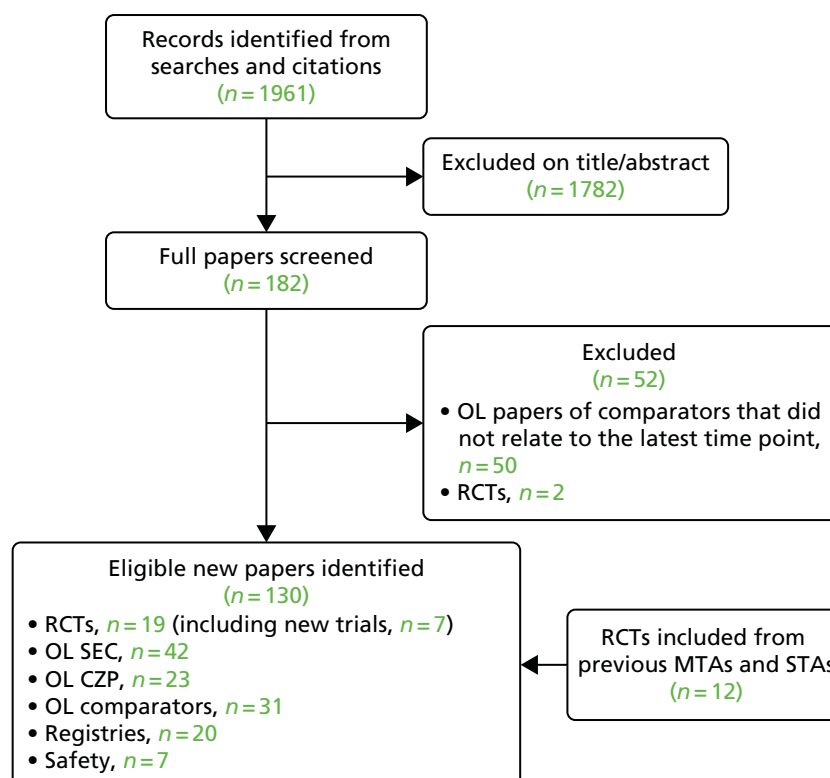 Records identified from
searches and citations
(n = 1961)
Excluded on title/abstract
(n = 1782)
Full papers screened
(n = 182)
Excluded
(n = 52)
• OL papers of comparators that did
not relate to the latest time point,
n = 50
• RCTs, n = 2
Eligible new papers identified
(n = 130)
• RCTs, n = 19 (including new trials, n = 7)
• OL SEC, n = 42
• OL CZP, n = 23
• OL comparators, n = 31
• Registries, n = 20
• Safety, n = 7
RCTs included from
previous MTAs and STAs
(n = 12)